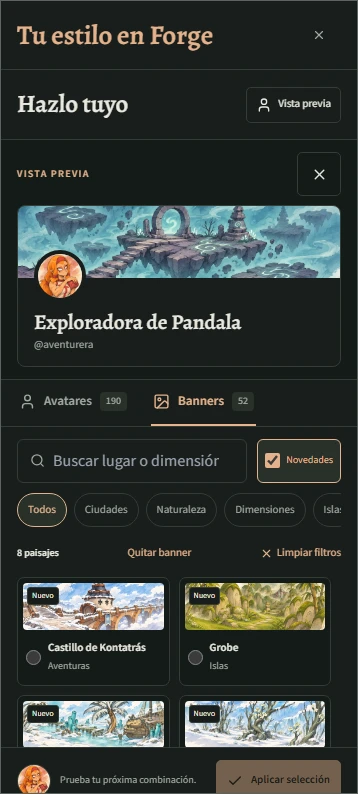 Tu estilo en Forge
Hazlo tuyo
Vista previa
VISTA PREVIA
Exploradora de Pandala
@aventurera
Avatares 190 Banners 52
Buscar lugar o dimensiór Novedades
Todos Ciudades Naturaleza Dimensiones Islas
8 paisajes Quitar banner Limpiar filtros
Nuevo Nuevo
Castillo de Kontatrás Grobe
Aventuras Islas
Nuevo Nuevo
Prueba tu próxima combinación. Aplicar selección